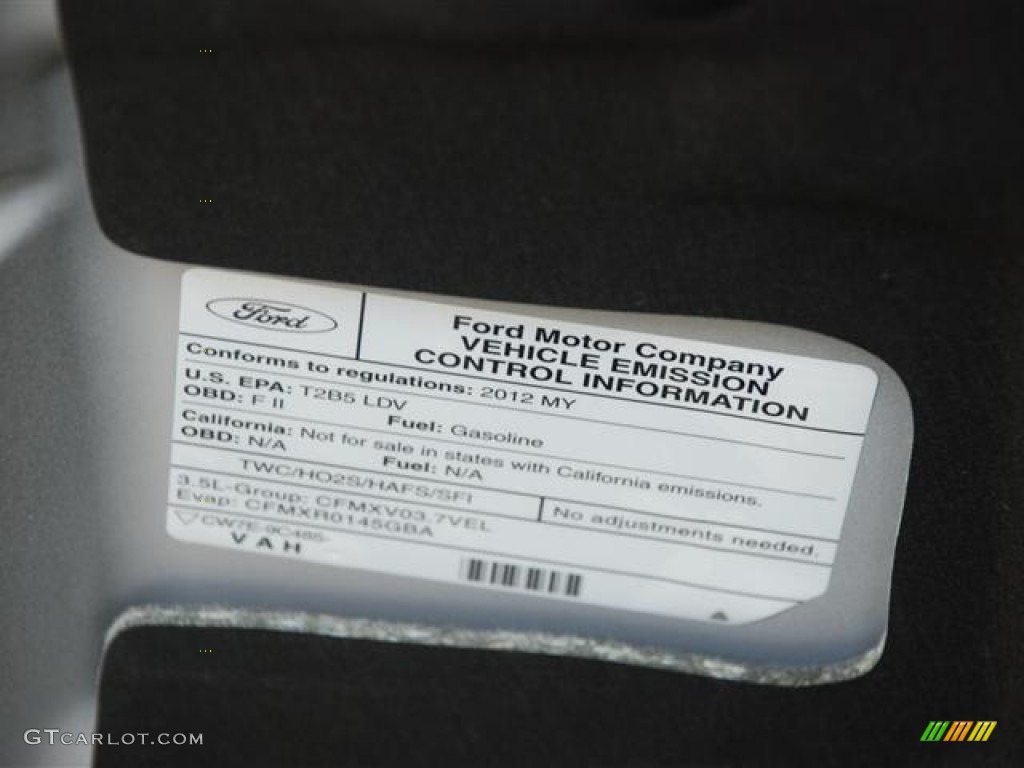 Ford
Ford Motor Company
VEHICLE EMISSION
CONTROL INFORMATION
Conforms to regulations: 2012 MY
U.S. EPA: T2B5 LDV
OBD: F II Fuel: Gasoline
California: Not for sale in states with California emissions.
OBD: N/A Fuel: N/A
TWC/HO2S/HAFS/SFI
No adjustments needed.
3.5L-Group: CFMXV03.7VEL
Evap: CFMXR0145GBA
CW7E-9C485-
VAH
GTCARLOT.COM